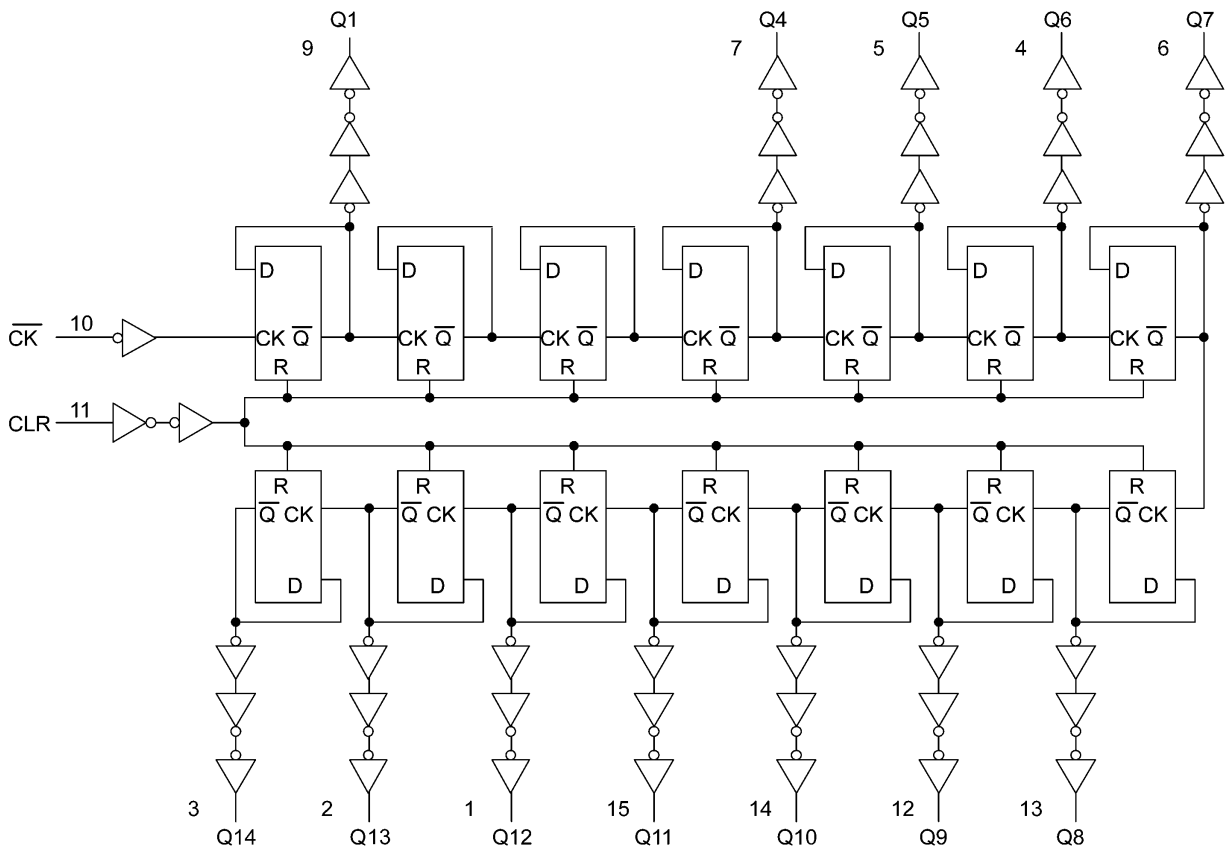 Q1 Q4 Q5 Q6 Q7
9 7 5 4 6
D D D D D D D
C̅K̅ 10 CK Q̅ CK Q̅ CK Q̅ CK Q̅ CK Q̅ CK Q̅ CK Q̅
R R R R R R R
CLR 11
R R R R R R R
Q̅ CK Q̅ CK Q̅ CK Q̅ CK Q̅ CK Q̅ CK Q̅ CK
D D D D D D D
3 2 1 15 14 12 13
Q14 Q13 Q12 Q11 Q10 Q9 Q8